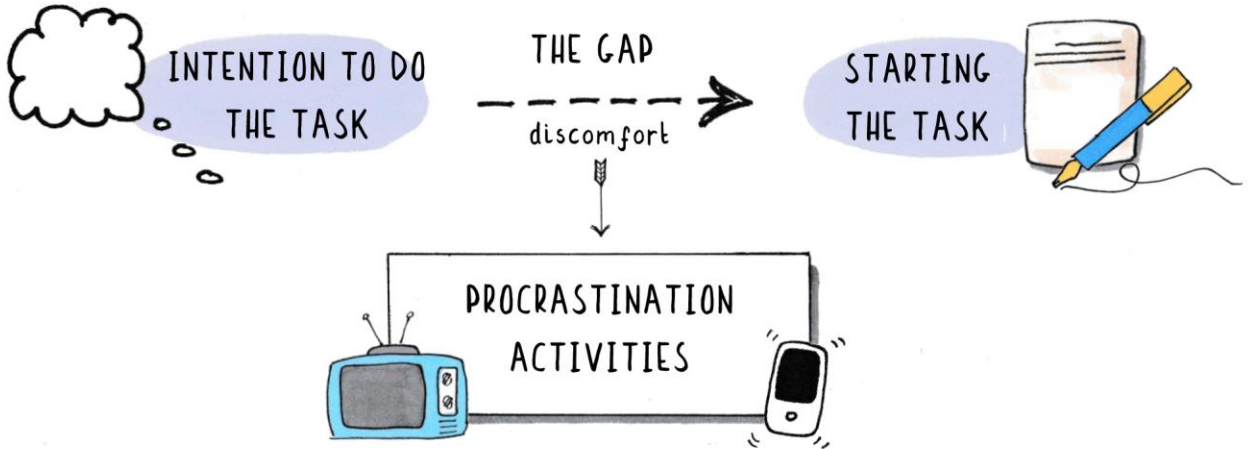 INTENTION TO DO
THE TASK
THE GAP
discomfort
STARTING
THE TASK
PROCRASTINATION
ACTIVITIES